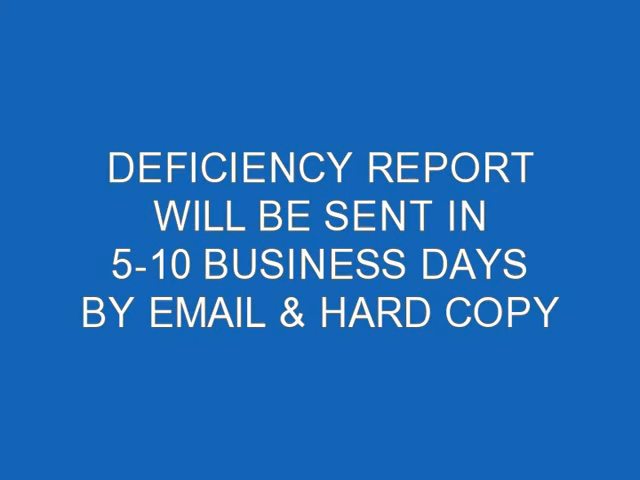 DEFICIENCY REPORT
WILL BE SENT IN
5-10 BUSINESS DAYS
BY EMAIL & HARD COPY